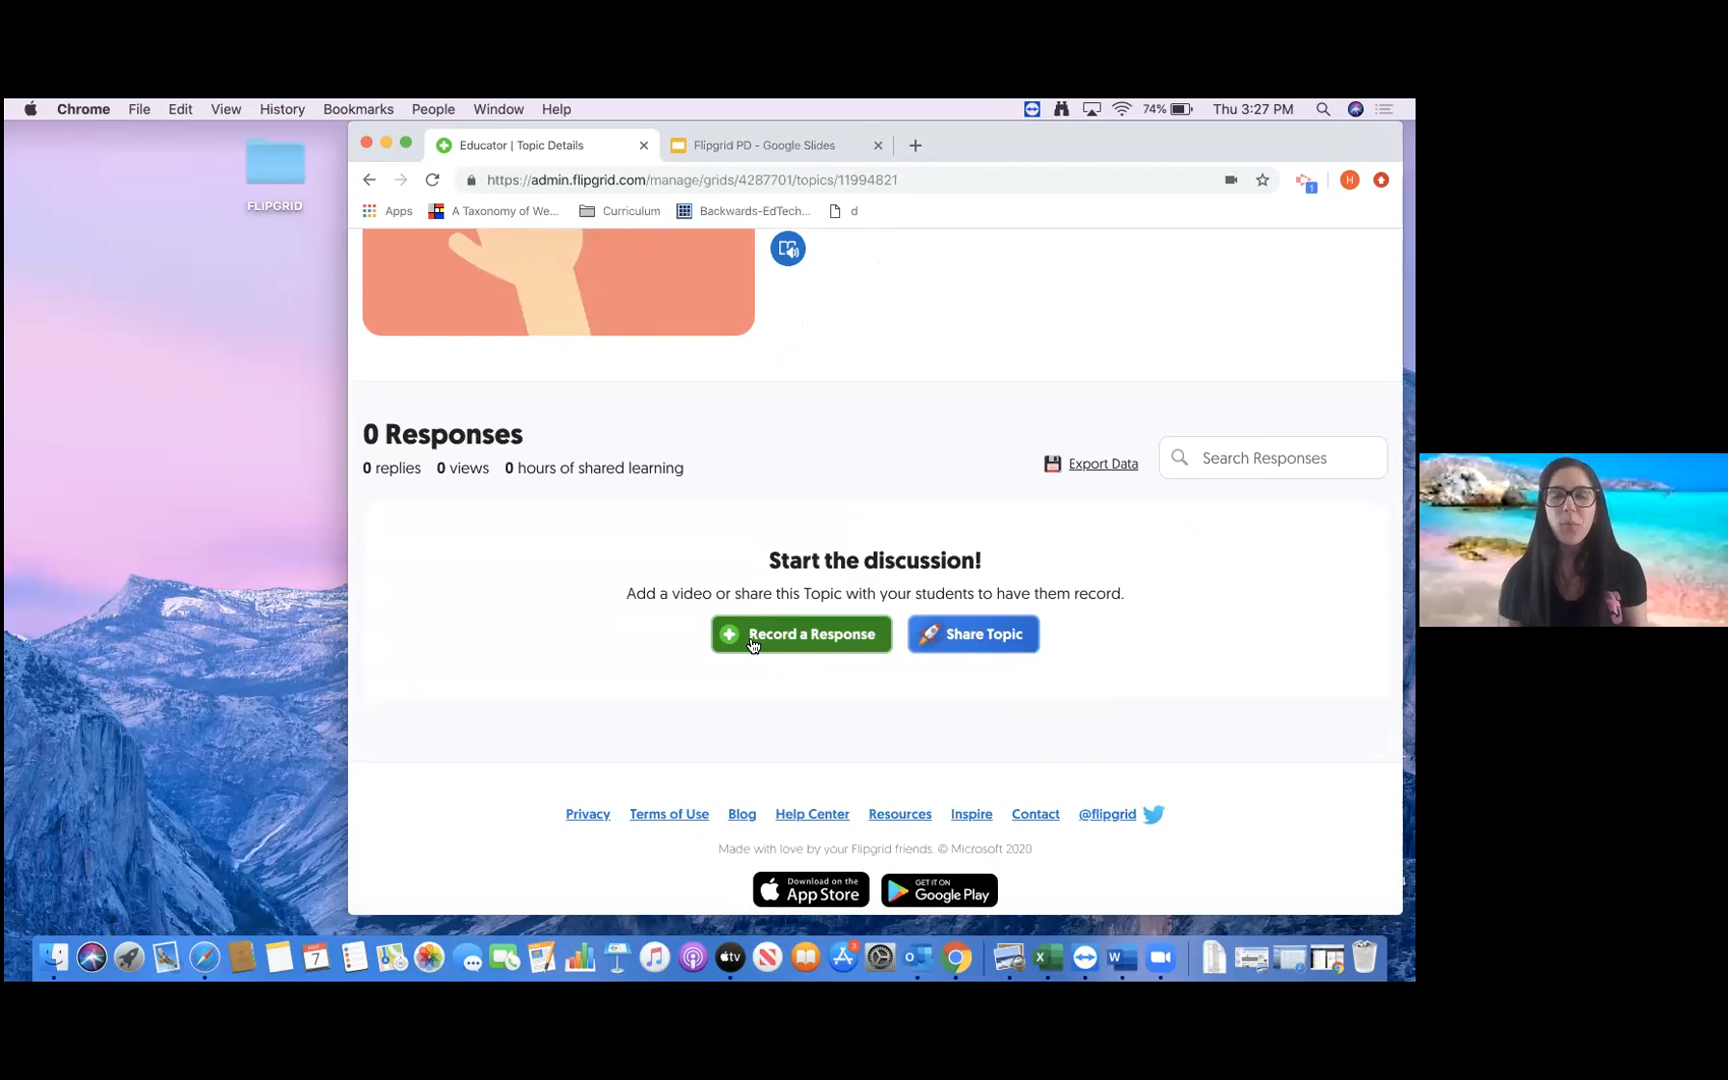 Chrome File Edit View History Bookmarks People Window Help 74% Thu 3:27 PM
FLIPGRID
Educator | Topic Details Flipgrid PD - Google Slides
https://admin.flipgrid.com/manage/grids/4287701/topics/11994821
1 H
Apps A Taxonomy of We... Curriculum Backwards-EdTech... d
0 Responses
0 replies 0 views 0 hours of shared learning
Export Data
Search Responses
Start the discussion!
Add a video or share this Topic with your students to have them record.
Record a Response Share Topic
Privacy Terms of Use Blog Help Center Resources Inspire Contact @flipgrid
Made with love by your Flipgrid friends. © Microsoft 2020
Download on the App Store
GET IT ON Google Play
7 tv 3 W